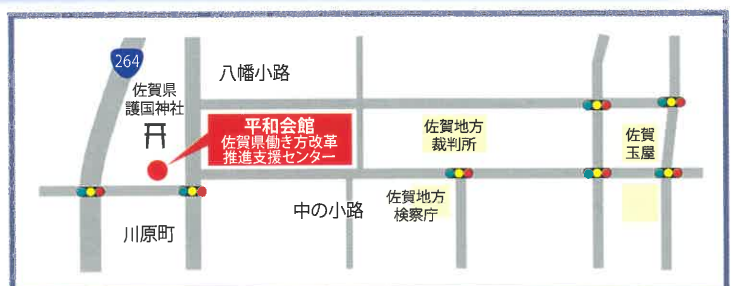 264
八幡小路
佐賀県
護国神社
平和会館
佐賀県働き方改革
推進支援センター
佐賀地方
裁判所
佐賀
玉屋
中の小路
佐賀地方
検察庁
川原町